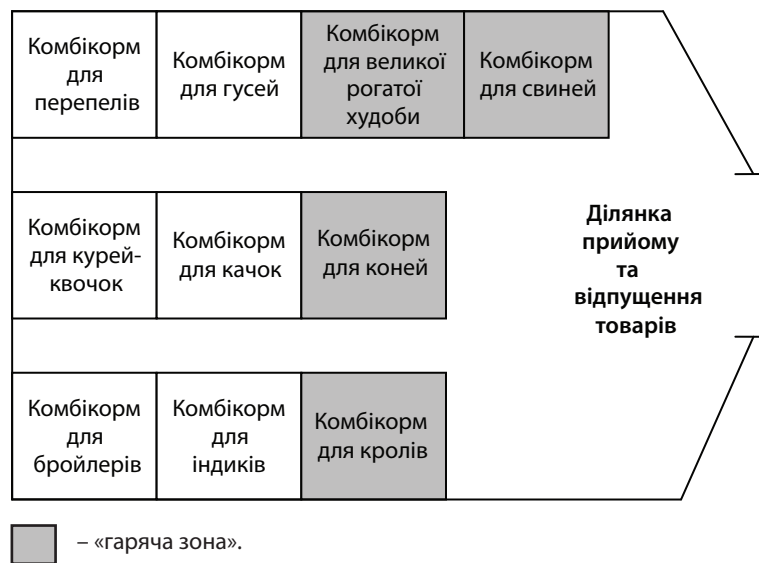 Комбікорм
для
перепелів
Комбікорм
для гусей
Комбікорм
для великої
рогатої
худоби
Комбікорм
для свиней
Комбікорм
для курей-
квочок
Комбікорм
для качок
Комбікорм
для коней
Ділянка
прийому
та
відпущення
товарів
Комбікорм
для
бройлерів
Комбікорм
для
індиків
Комбікорм
для кролів
– «гаряча зона».